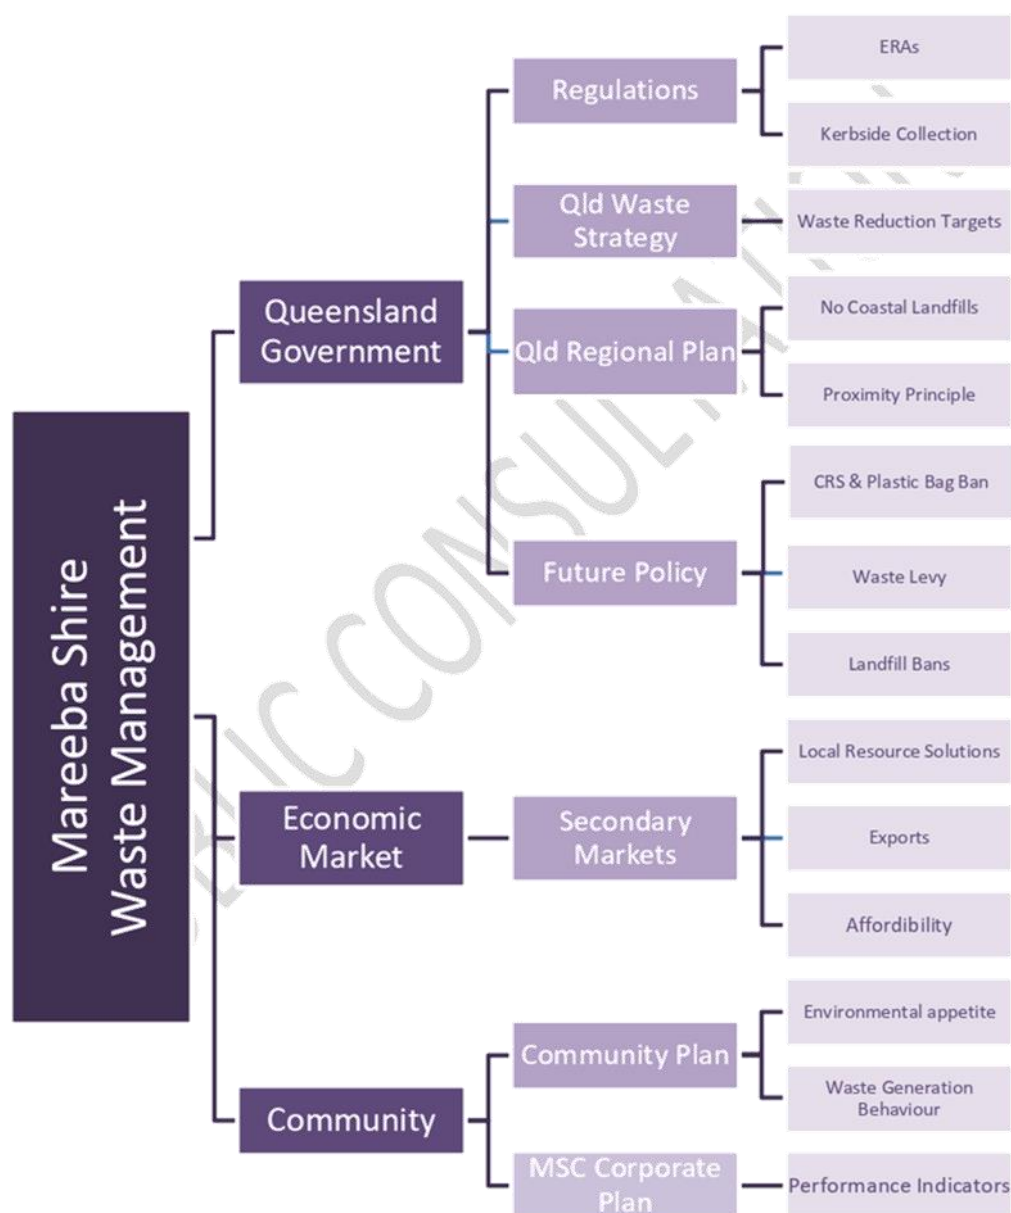 Mareeba Shire
Waste Management
Queensland
Government
Regulations
ERAs
Kerbside Collection
Qld Waste
Strategy
Waste Reduction Targets
Qld Regional Plan
No Coastal Landfills
Proximity Principle
Future Policy
CRS & Plastic Bag Ban
Waste Levy
Landfill Bans
Economic
Market
Secondary
Markets
Local Resource Solutions
Exports
Affordibility
Community
Community Plan
Environmental appetite
Waste Generation
Behaviour
MSC Corporate
Plan
Performance Indicators